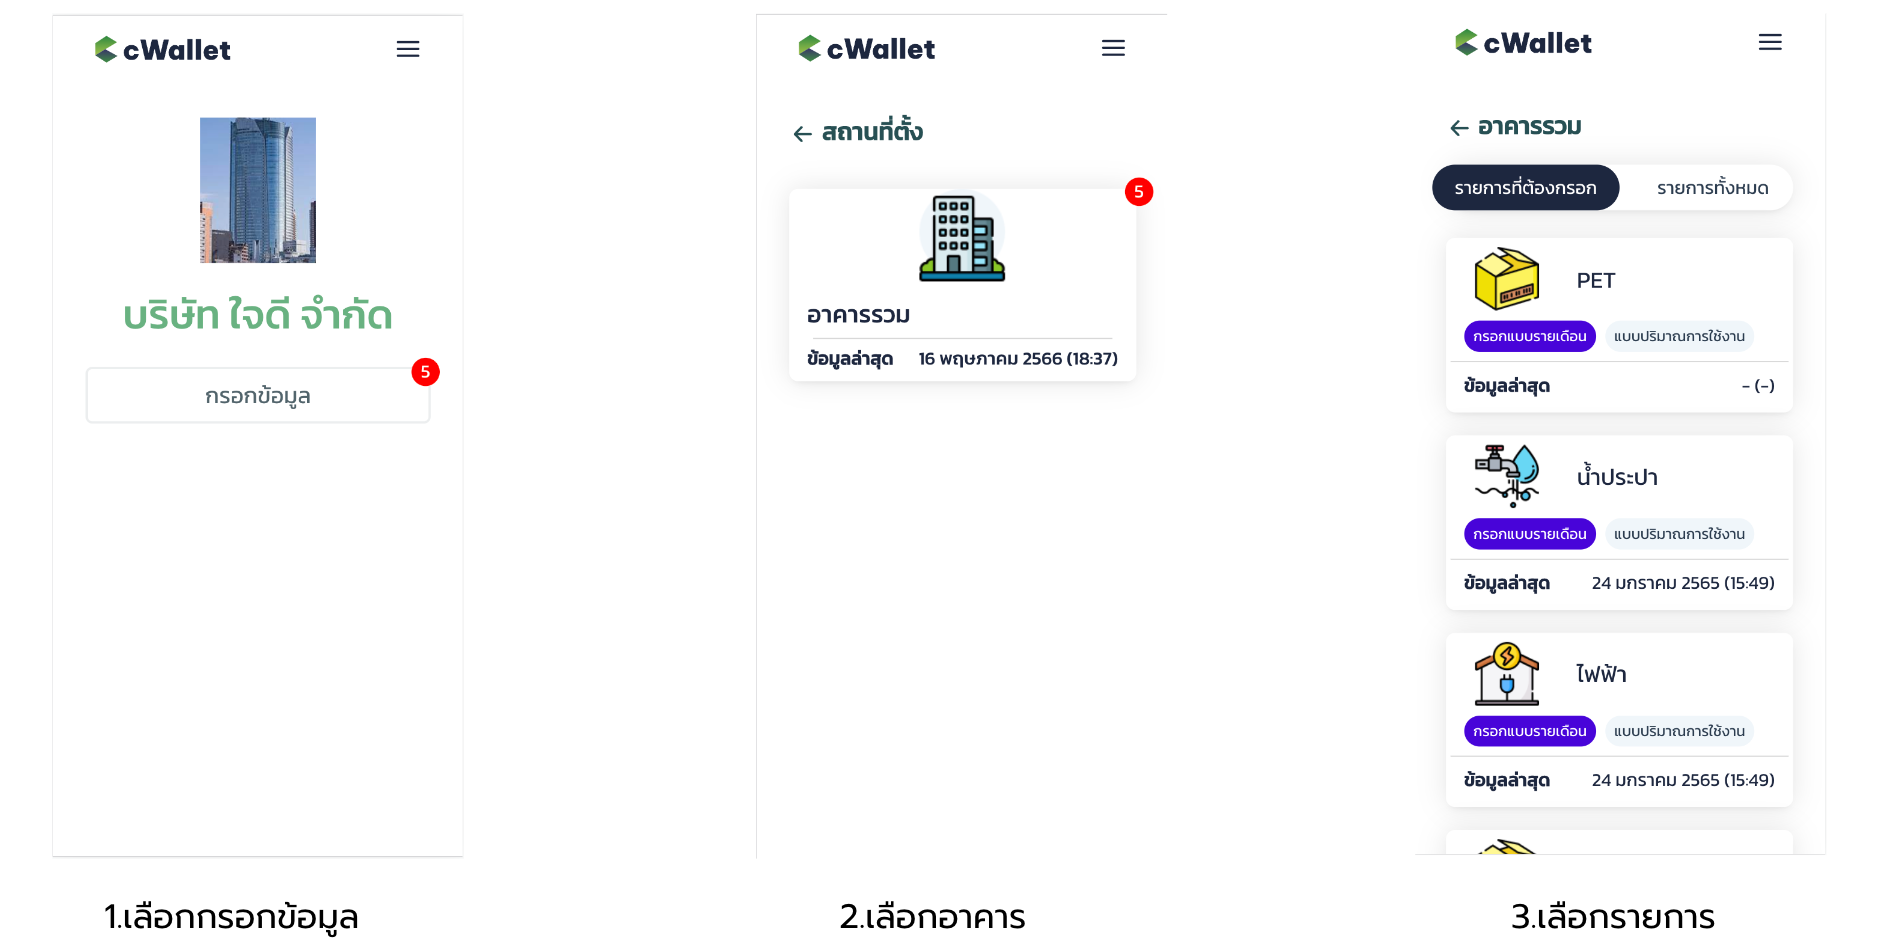 cWallet
บริษัท ใจดี จำกัด
5
กรอกข้อมูล
1.เลือกกรอกข้อมูล
cWallet
← สถานที่ตั้ง
5
อาคารรวม
ข้อมูลล่าสุด 16 พฤษภาคม 2566 (18:37)
2.เลือกอาคาร
cWallet
← อาคารรวม
รายการที่ต้องกรอก รายการทั้งหมด
PET
กรอกแบบรายเดือน แบบปริมาณการใช้งาน
ข้อมูลล่าสุด - (-)
น้ำประปา
กรอกแบบรายเดือน แบบปริมาณการใช้งาน
ข้อมูลล่าสุด 24 มกราคม 2565 (15:49)
ไฟฟ้า
กรอกแบบรายเดือน แบบปริมาณการใช้งาน
ข้อมูลล่าสุด 24 มกราคม 2565 (15:49)
3.เลือกรายการ